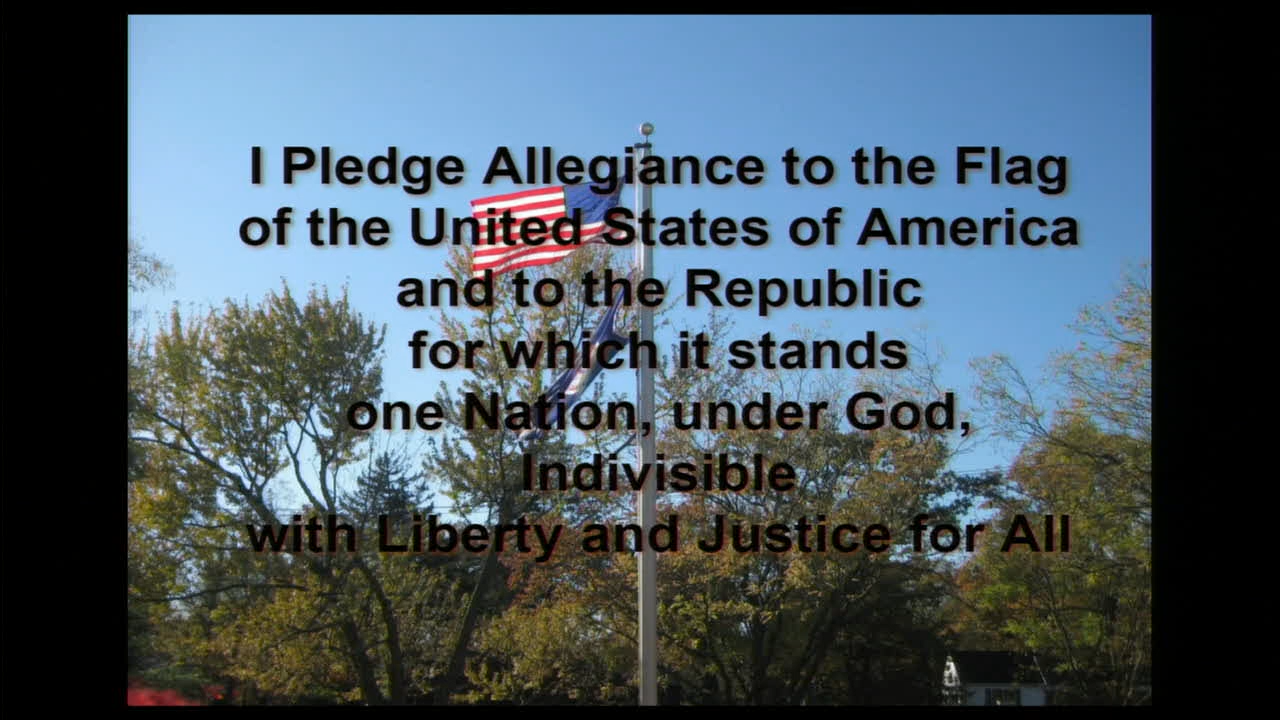 I Pledge Allegiance to the Flag
of the United States of America
and to the Republic
for which it stands
one Nation, under God,
Indivisible
with Liberty and Justice for All